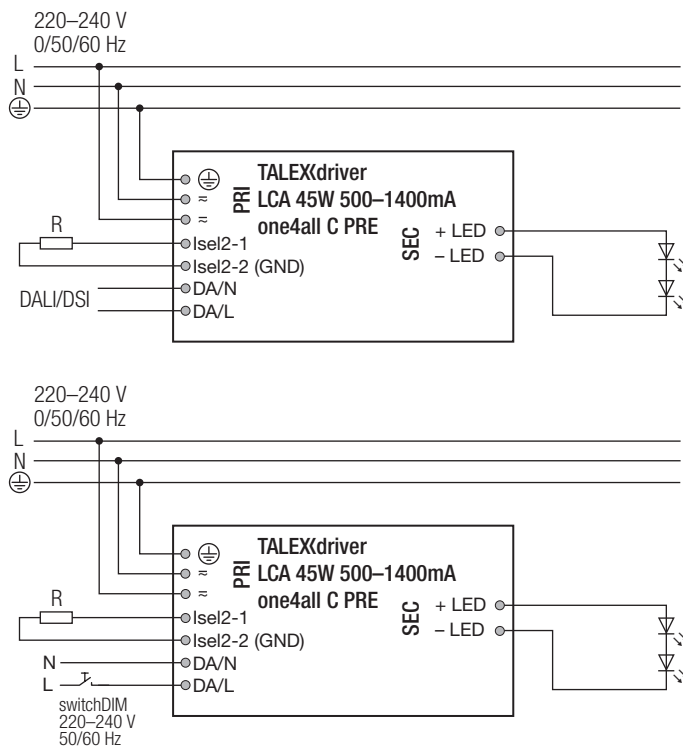 220–240 V
0/50/60 Hz
L
N
TALEXXdriver
LCA 45W 500–1400mA
one4all C PRE
PRI
≂
≂
R
Isel2-1
Isel2-2 (GND)
DA/N
DA/L
DALI/DSI
SEC
+ LED
– LED
220–240 V
0/50/60 Hz
L
N
TALEXXdriver
LCA 45W 500–1400mA
one4all C PRE
PRI
≂
≂
R
Isel2-1
Isel2-2 (GND)
N
DA/N
L
DA/L
switchDIM
220–240 V
50/60 Hz
SEC
+ LED
– LED